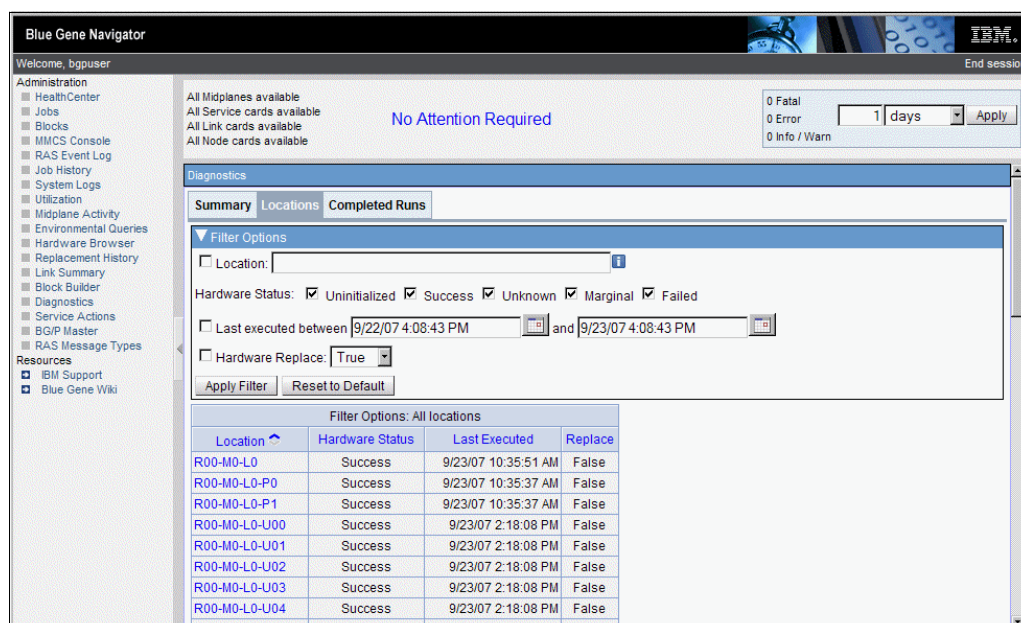 Blue Gene Navigator
IBM.
Welcome, bgpuser
End sessio
Administration
HealthCenter
Jobs
Blocks
MMCS Console
RAS Event Log
Job History
System Logs
Utilization
Midplane Activity
Environmental Queries
Hardware Browser
Replacement History
Link Summary
Block Builder
Diagnostics
Service Actions
BG/P Master
RAS Message Types
Resources
IBM Support
Blue Gene Wiki
All Midplanes available
All Service cards available
All Link cards available
All Node cards available
No Attention Required
0 Fatal
0 Error
0 Info / Warn
1 days Apply
Diagnostics
Summary Locations Completed Runs
Filter Options
Location:
Hardware Status: Uninitialized Success Unknown Marginal Failed
Last executed between 9/22/07 4:08:43 PM and 9/23/07 4:08:43 PM
Hardware Replace: True
Apply Filter Reset to Default
Filter Options: All locations
Location Hardware Status Last Executed Replace
R00-M0-L0 Success 9/23/07 10:35:51 AM False
R00-M0-L0-P0 Success 9/23/07 10:35:37 AM False
R00-M0-L0-P1 Success 9/23/07 10:35:37 AM False
R00-M0-L0-U00 Success 9/23/07 2:18:08 PM False
R00-M0-L0-U01 Success 9/23/07 2:18:08 PM False
R00-M0-L0-U02 Success 9/23/07 2:18:08 PM False
R00-M0-L0-U03 Success 9/23/07 2:18:08 PM False
R00-M0-L0-U04 Success 9/23/07 2:18:08 PM False